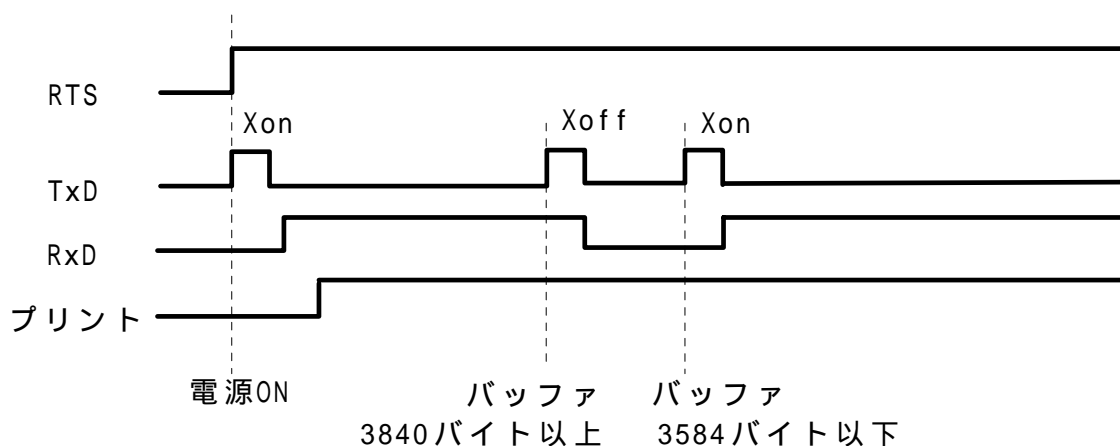 RTS
Xon
Xoff
Xon
TxD
RxD
プリント
電源ON
バッファ
3840バイト以上
バッファ
3584バイト以下